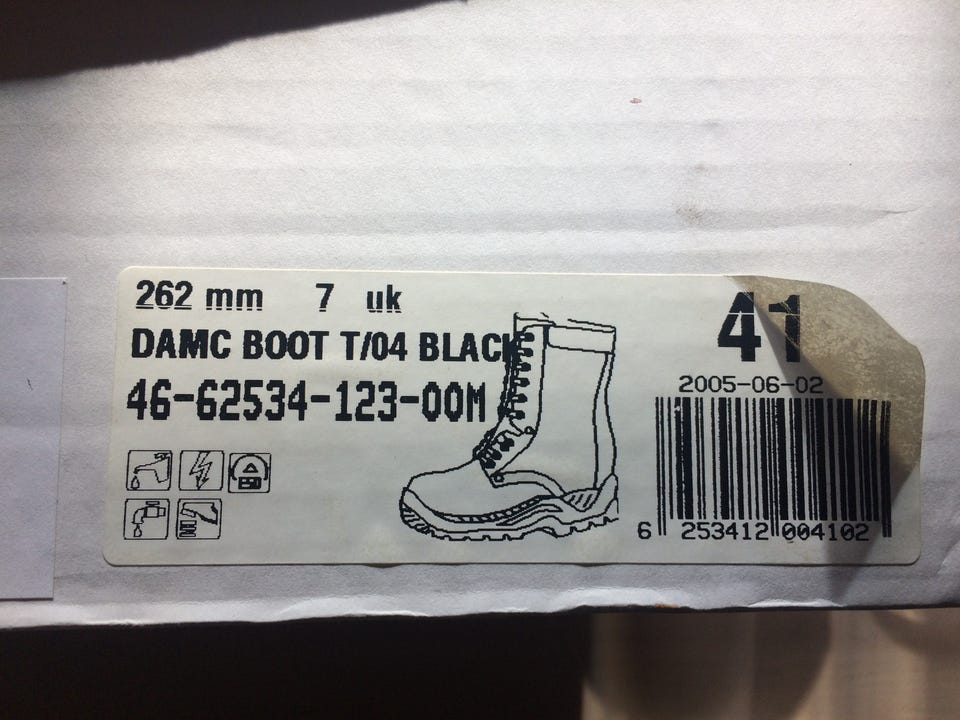 262 mm 7 uk
DAMC BOOT T/04 BLACK
46-62534-123-00M
41
2005-06-02
6 253412 004102